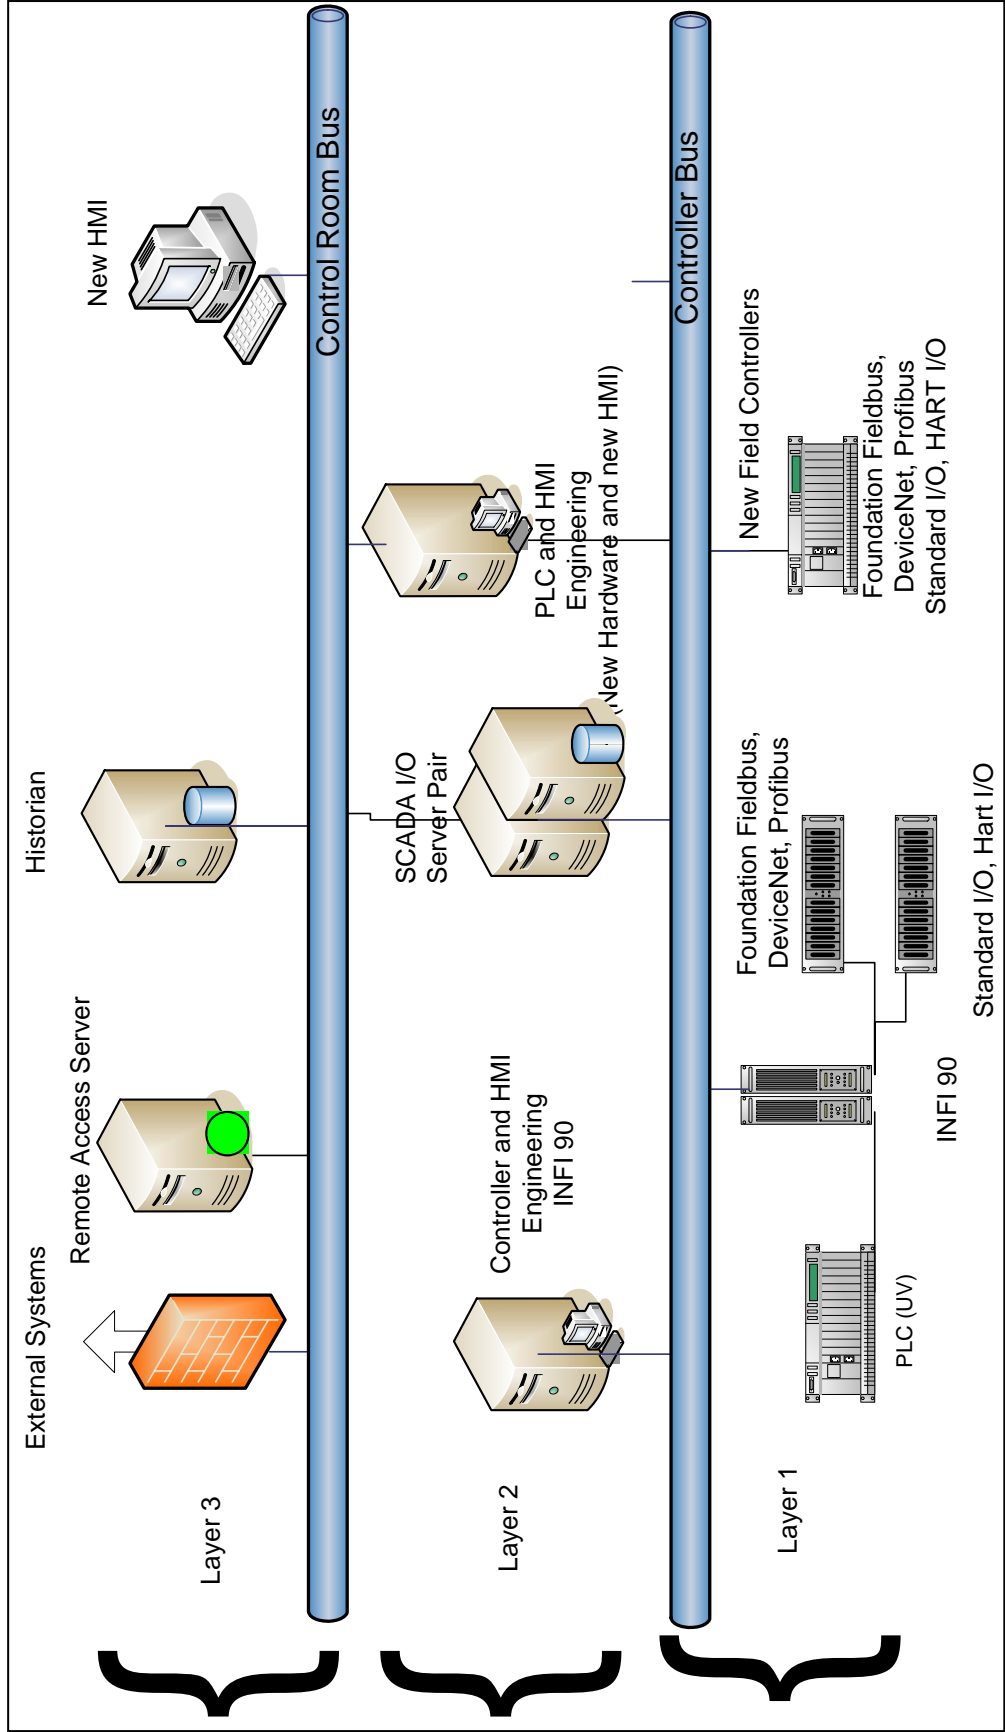 External Systems
Remote Access Server
Historian
New HMI
Layer 3
Control Room Bus
Layer 2
Controller and HMI
Engineering
INFI 90
SCADA I/O
Server Pair
PLC and HMI
Engineering
(New Hardware and new HMI)
Controller Bus
Layer 1
PLC (UV)
INFI 90
Foundation Fieldbus,
DeviceNet, Profibus
Standard I/O, Hart I/O
New Field Controllers
Foundation Fieldbus,
DeviceNet, Profibus
Standard I/O, HART I/O